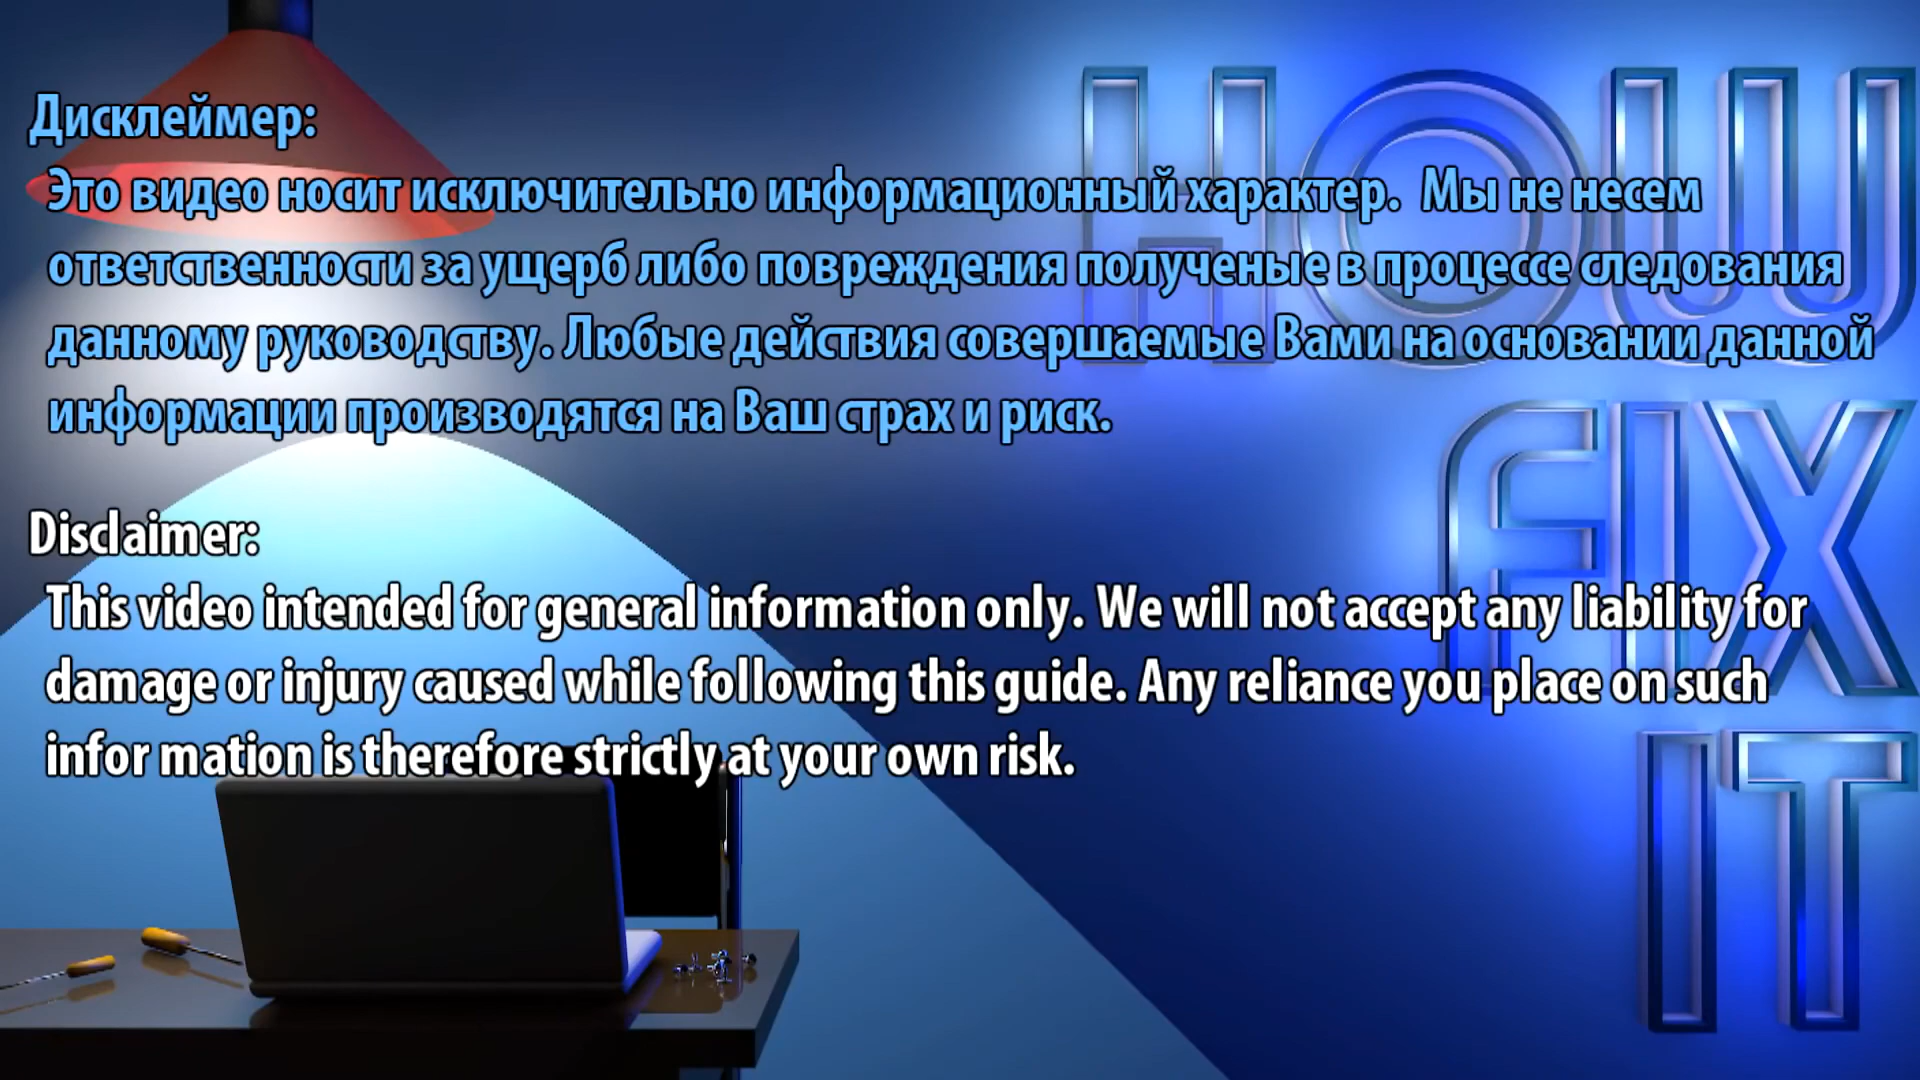 Дисклеймер:
Это видео носит исключительно информационный характер. Мы не несем
ответственности за ущерб либо повреждения полученые в процессе следования
данному руководству. Любые действия совершаемые Вами на основании данной
информации производятся на Ваш страх и риск.
Disclaimer:
This video intended for general information only. We will not accept any liability for
damage or injury caused while following this guide. Any reliance you place on such
infor mation is therefore strictly at your own risk.
HOW
FIX
IT